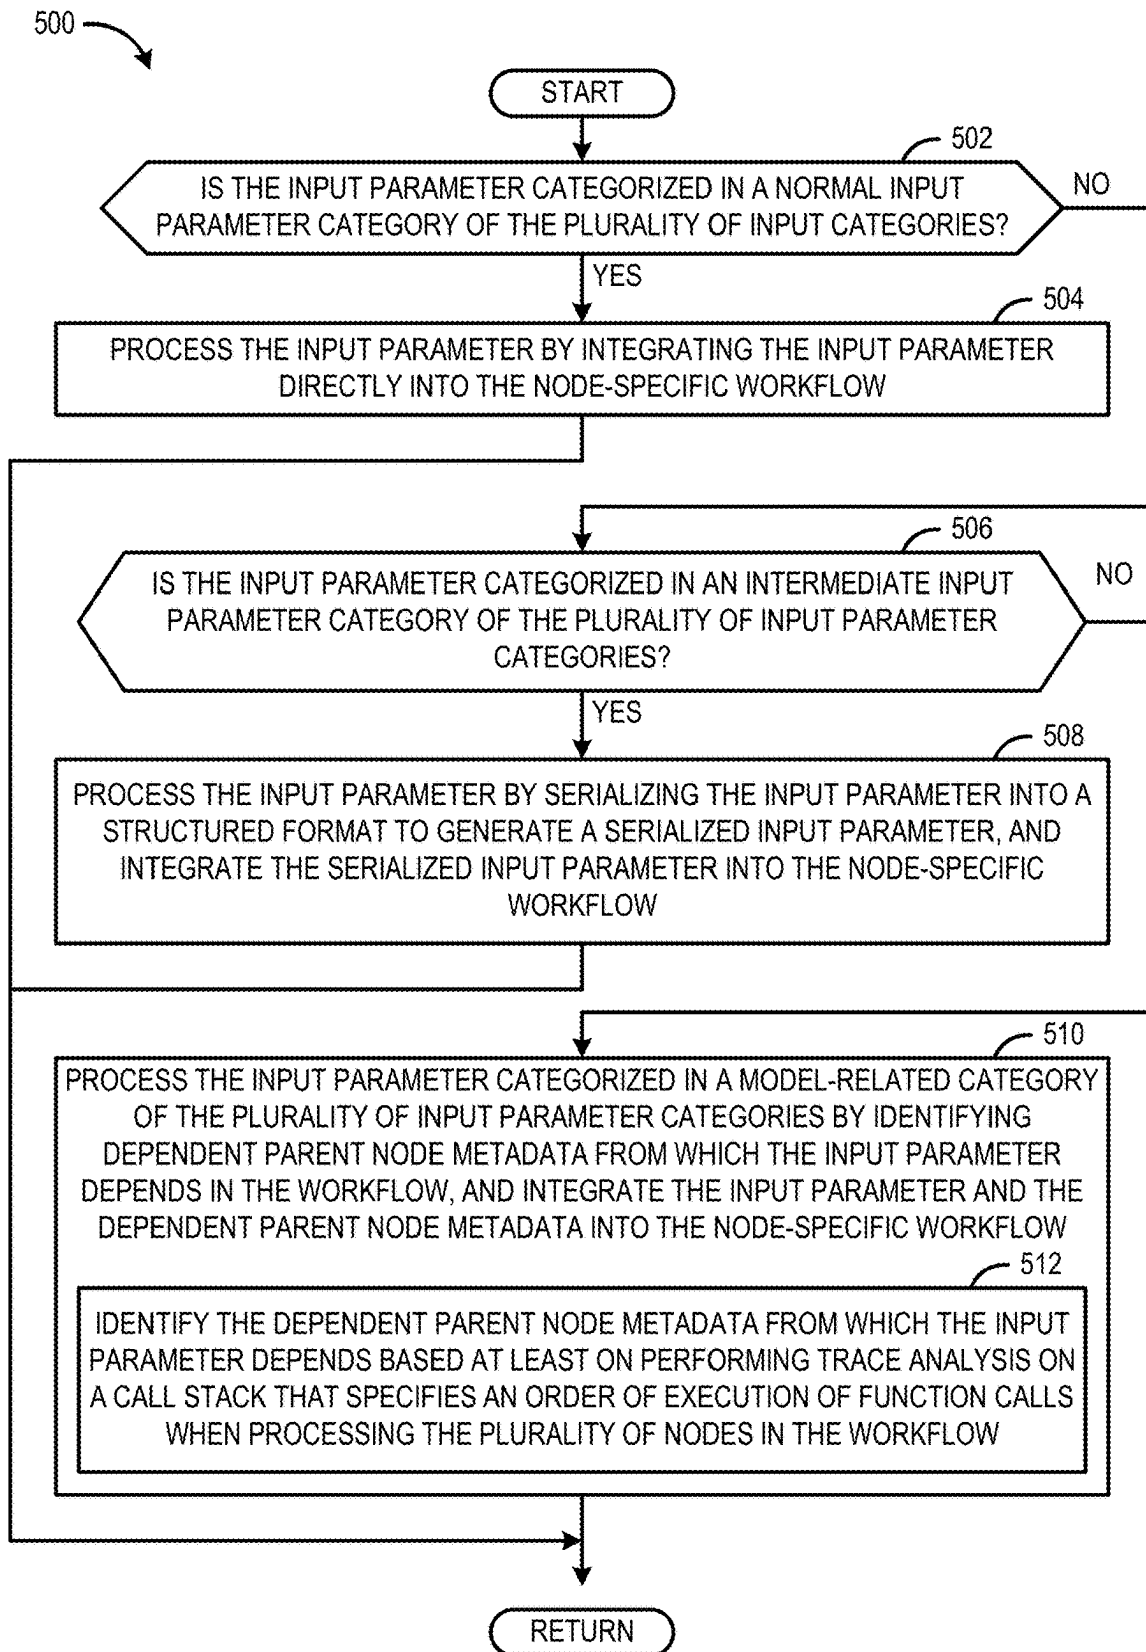 500
START
502
IS THE INPUT PARAMETER CATEGORIZED IN A NORMAL INPUT
PARAMETER CATEGORY OF THE PLURALITY OF INPUT CATEGORIES?
NO
YES
504
PROCESS THE INPUT PARAMETER BY INTEGRATING THE INPUT PARAMETER
DIRECTLY INTO THE NODE-SPECIFIC WORKFLOW
506
IS THE INPUT PARAMETER CATEGORIZED IN AN INTERMEDIATE INPUT
PARAMETER CATEGORY OF THE PLURALITY OF INPUT PARAMETER
CATEGORIES?
NO
YES
508
PROCESS THE INPUT PARAMETER BY SERIALIZING THE INPUT PARAMETER INTO A
STRUCTURED FORMAT TO GENERATE A SERIALIZED INPUT PARAMETER, AND
INTEGRATE THE SERIALIZED INPUT PARAMETER INTO THE NODE-SPECIFIC
WORKFLOW
510
PROCESS THE INPUT PARAMETER CATEGORIZED IN A MODEL-RELATED CATEGORY
OF THE PLURALITY OF INPUT PARAMETER CATEGORIES BY IDENTIFYING
DEPENDENT PARENT NODE METADATA FROM WHICH THE INPUT PARAMETER
DEPENDS IN THE WORKFLOW, AND INTEGRATE THE INPUT PARAMETER AND THE
DEPENDENT PARENT NODE METADATA INTO THE NODE-SPECIFIC WORKFLOW
512
IDENTIFY THE DEPENDENT PARENT NODE METADATA FROM WHICH THE INPUT
PARAMETER DEPENDS BASED AT LEAST ON PERFORMING TRACE ANALYSIS ON
A CALL STACK THAT SPECIFIES AN ORDER OF EXECUTION OF FUNCTION CALLS
WHEN PROCESSING THE PLURALITY OF NODES IN THE WORKFLOW
RETURN